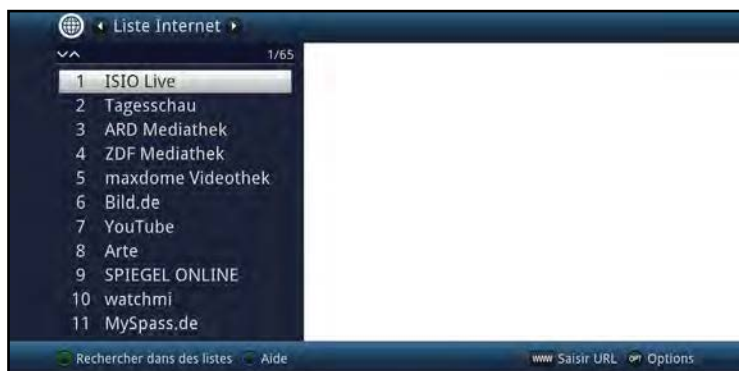 Liste Internet
1/65
1 ISIO Live
2 Tagesschau
3 ARD Mediathek
4 ZDF Mediathek
5 maxdome Videothek
6 Bild.de
7 YouTube
8 Arte
9 SPIEGEL ONLINE
10 watchmi
11 MySpass.de
Rechercher dans des listes Aide www Saisir URL OPT Options